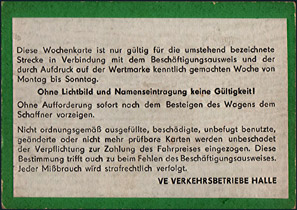 Diese Wochenkarte ist nur gültig für die umstehend bezeichnete
Strecke in Verbindung mit dem Beschäftigungsausweis und der
durch Aufdruck auf der Wertmarke kenntlich gemachten Woche von
Montag bis Sonntag.
Ohne Lichtbild und Namenseintragung keine Gültigkeit!
Ohne Aufforderung sofort nach dem Besteigen des Wagens dem
Schaffner vorzeigen.
Nicht ordnungsgemäß ausgefüllte, beschädigte, unbefugt benutzte,
geänderte oder nicht mehr prüfbare Karten werden unbeschadet
der Verpflichtung zur Zahlung des Fahrpreises eingezogen. Diese
Bestimmung trifft auch zu beim Fehlen des Beschäftigungsausweises.
Jeder Mißbrauch wird strafrechtlich verfolgt.
VE VERKEHRSBETRIEBE HALLE